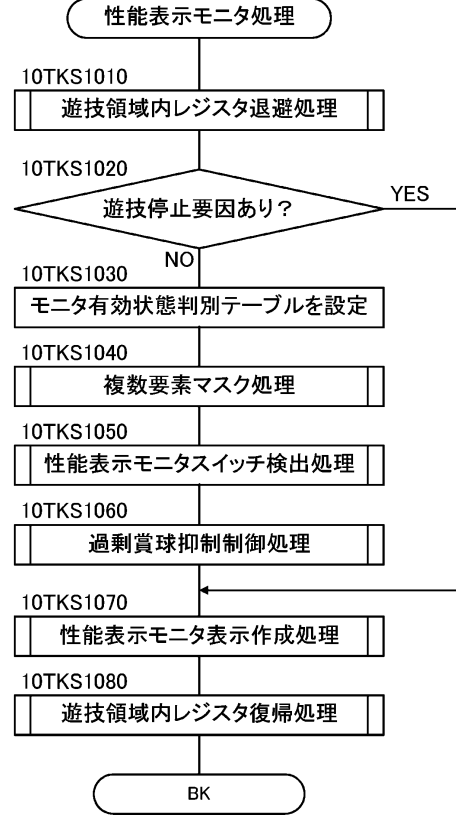 性能表示モニタ処理
10TKS1010
遊技領域内レジスタ退避処理
10TKS1020
遊技停止要因あり？
YES
NO
10TKS1030
モニタ有効状態判別テーブルを設定
10TKS1040
複数要素マスク処理
10TKS1050
性能表示モニタスイッチ検出処理
10TKS1060
過剰賞球抑制制御処理
10TKS1070
性能表示モニタ表示作成処理
10TKS1080
遊技領域内レジスタ復帰処理
BK